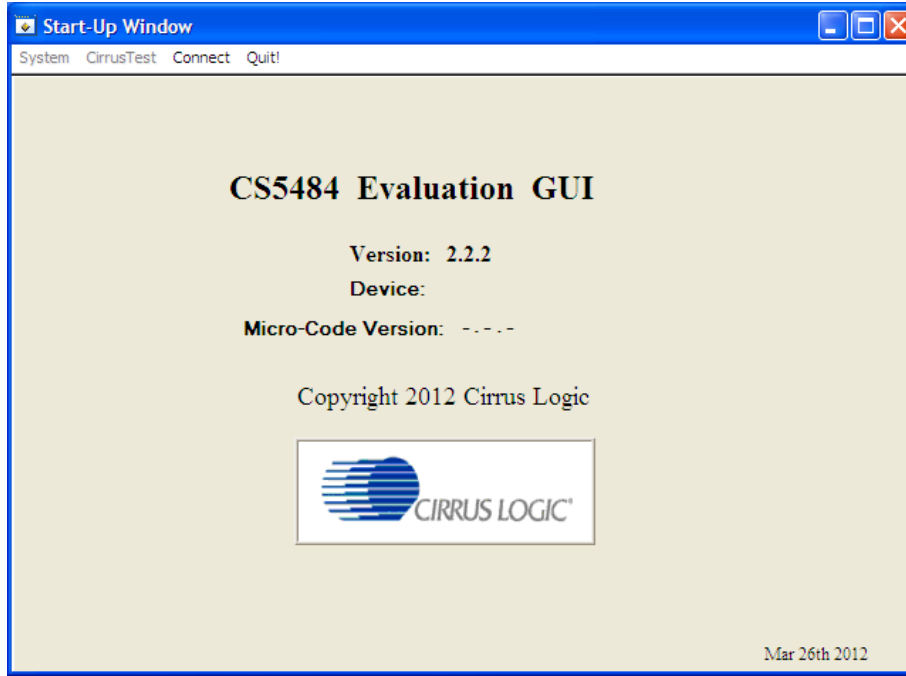 Start-Up Window
System CirrusTest Connect Quit!
CS5484 Evaluation GUI
Version: 2.2.2
Device:
Micro-Code Version: -.-.-
Copyright 2012 Cirrus Logic
CIRRUS LOGIC®
Mar 26th 2012